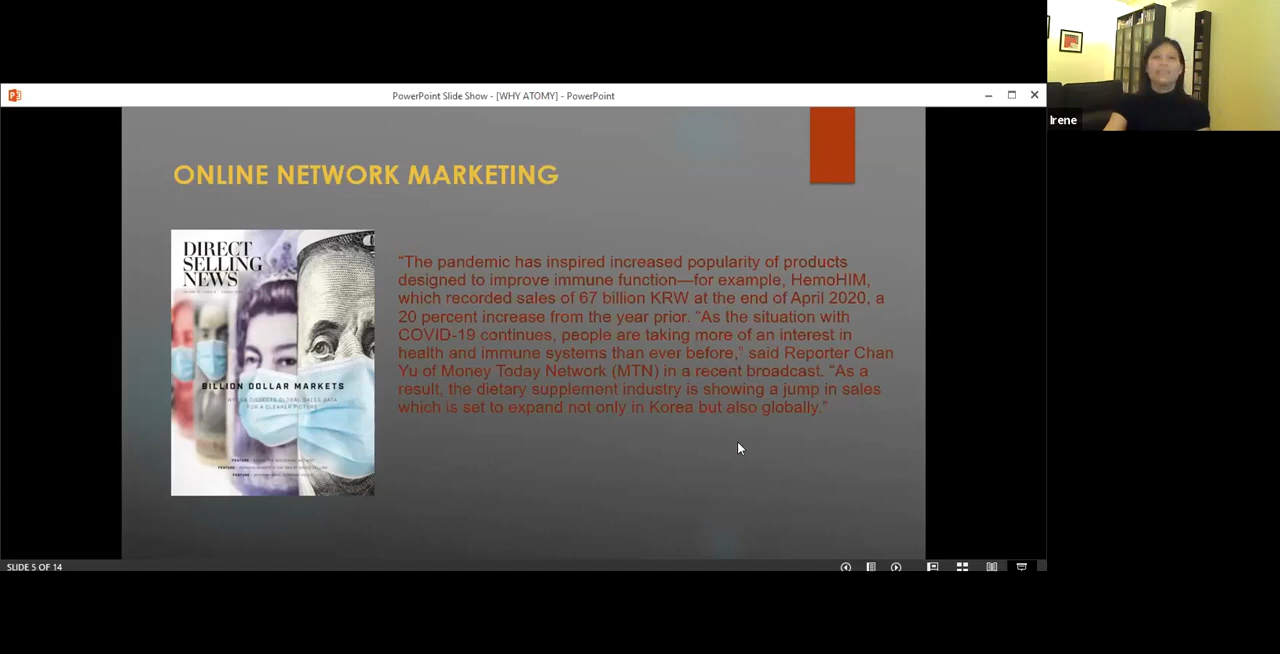 PowerPoint Slide Show - [WHY ATOMY] - PowerPoint
Irene
ONLINE NETWORK MARKETING
DIRECT
SELLING
NEWS
BILLION DOLLAR MARKETS
FOR A CLEARER PICTURE
“The pandemic has inspired increased popularity of products
designed to improve immune function—for example, HemoHIM,
which recorded sales of 67 billion KRW at the end of April 2020, a
20 percent increase from the year prior. “As the situation with
COVID-19 continues, people are taking more of an interest in
health and immune systems than ever before,” said Reporter Chan
Yu of Money Today Network (MTN) in a recent broadcast. “As a
result, the dietary supplement industry is showing a jump in sales
which is set to expand not only in Korea but also globally.”
SLIDE 5 OF 14